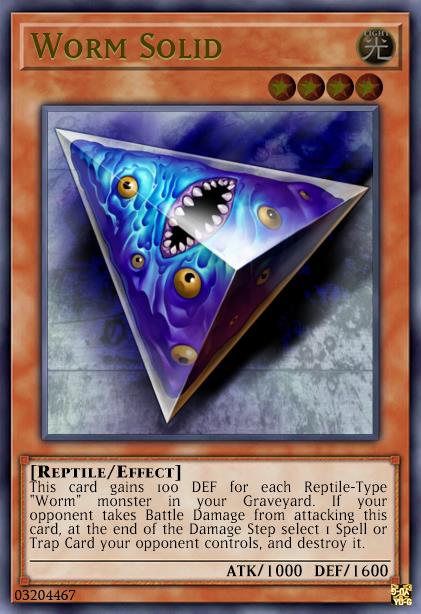 WORM SOLID
LIGHT
光
[REPTILE/EFFECT]
This card gains 100 DEF for each Reptile-Type
"Worm" monster in your Graveyard. If your
opponent takes Battle Damage from attacking this
card, at the end of the Damage Step select 1 Spell or
Trap Card your opponent controls, and destroy it.
ATK/1000 DEF/1600
03204467